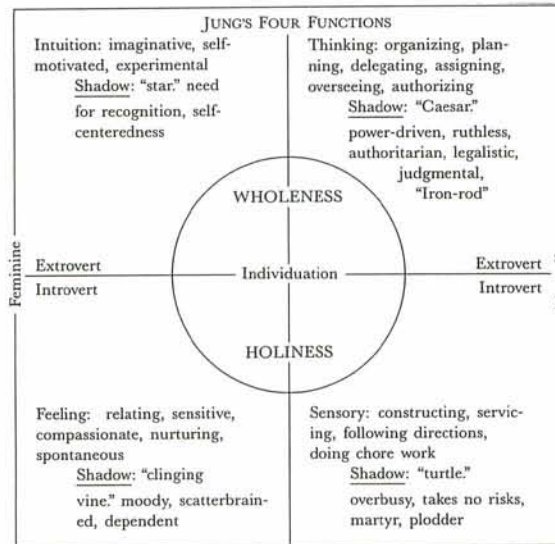 JUNG'S FOUR FUNCTIONS
Intuition: imaginative, self-
motivated, experimental
Shadow: "star." need
for recognition, self-
centeredness
Thinking: organizing, plan-
ning, delegating, assigning,
overseeing, authorizing
Shadow: "Caesar."
power-driven, ruthless,
authoritarian, legalistic,
judgmental,
"Iron-rod"
WHOLENESS
Feminine
Extrovert
Introvert
Individuation
Extrovert
Introvert
HOLINESS
Feeling: relating, sensitive,
compassionate, nurturing,
spontaneous
Shadow: "clinging
vine." moody, scatterbrain-
ed, dependent
Sensory: constructing, servic-
ing, following directions,
doing chore work
Shadow: "turtle."
overbusy, takes no risks,
martyr, plodder